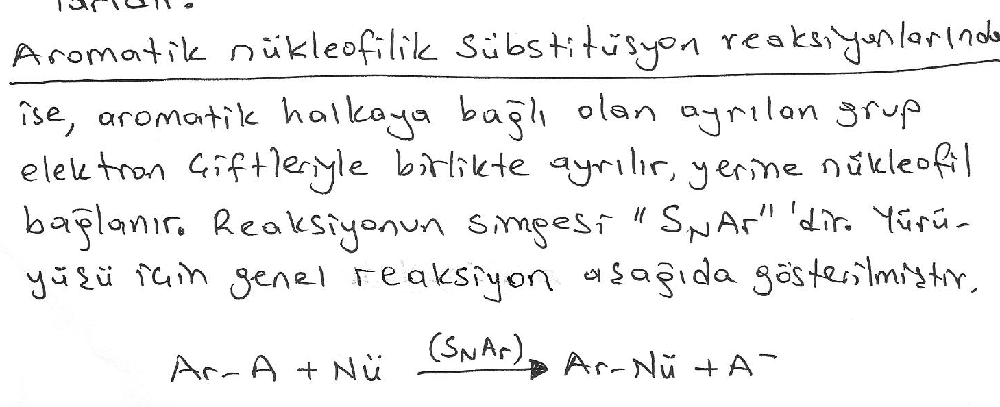 Aromatik nükleofilik sübstitüsyon reaksiyonlarında
ise, aromatik halkaya bağlı olan ayrılan grup
elektron çiftleriyle birlikte ayrılır, yerine nükleofil
bağlanır. Reaksiyonun simgesi "SNAr" 'dir. Yürü-
yüşü için genel reaksiyon aşağıda gösterilmiştir.
(SNAr)
Ar-A + Nü → Ar-Nü + A⁻